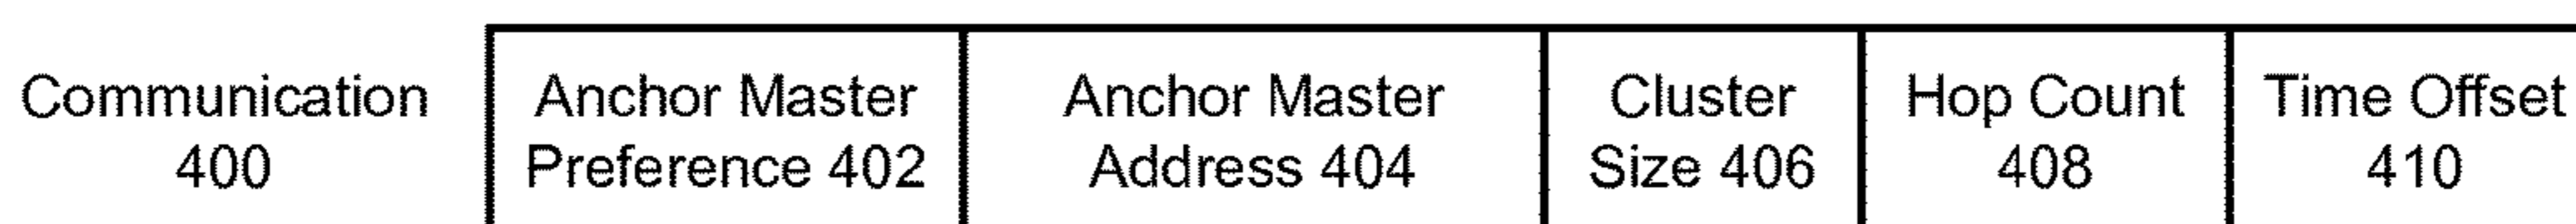 Communication
400
Anchor Master
Preference 402
Anchor Master
Address 404
Cluster
Size 406
Hop Count
408
Time Offset
410